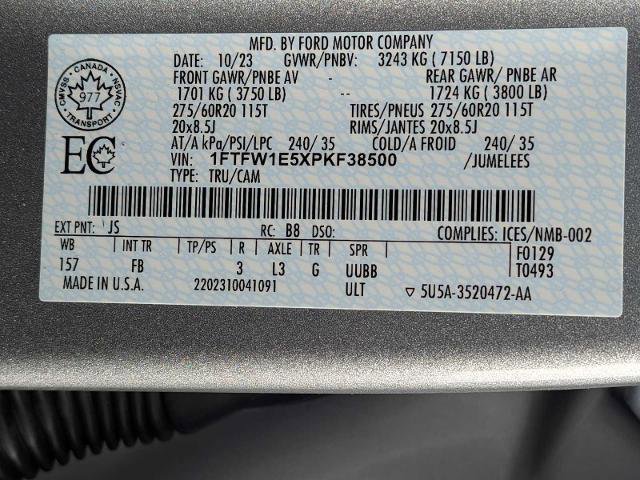 MFD. BY FORD MOTOR COMPANY
DATE: 10/23 GVWR/PNBV: 3243 KG ( 7150 LB)
FRONT GAWR/PNBE AV - REAR GAWR/ PNBE AR
1701 KG ( 3750 LB) -- 1724 KG ( 3800 LB)
275/60R20 115T TIRES/PNEUS 275/60R20 115T
20x8.5J RIMS/JANTES 20x8.5J
AT/A kPa/PSI/LPC 240/ 35 COLD/A FROID 240/ 35
VIN: 1FTFW1E5XPKF38500 /JUMELEES
TYPE: TRU/CAM
CANADA
CMVSS NSVAC
977
TRANSPORT
EC
EXT PNT: JS RC: B8 DSO: COMPLIES: ICES/NMB-002
WB INT TR TP/PS R AXLE TR SPR F0129
157 FB 3 L3 G UUBB T0493
MADE IN U.S.A. 2202310041091 ULT ▽ 5U5A-3520472-AA